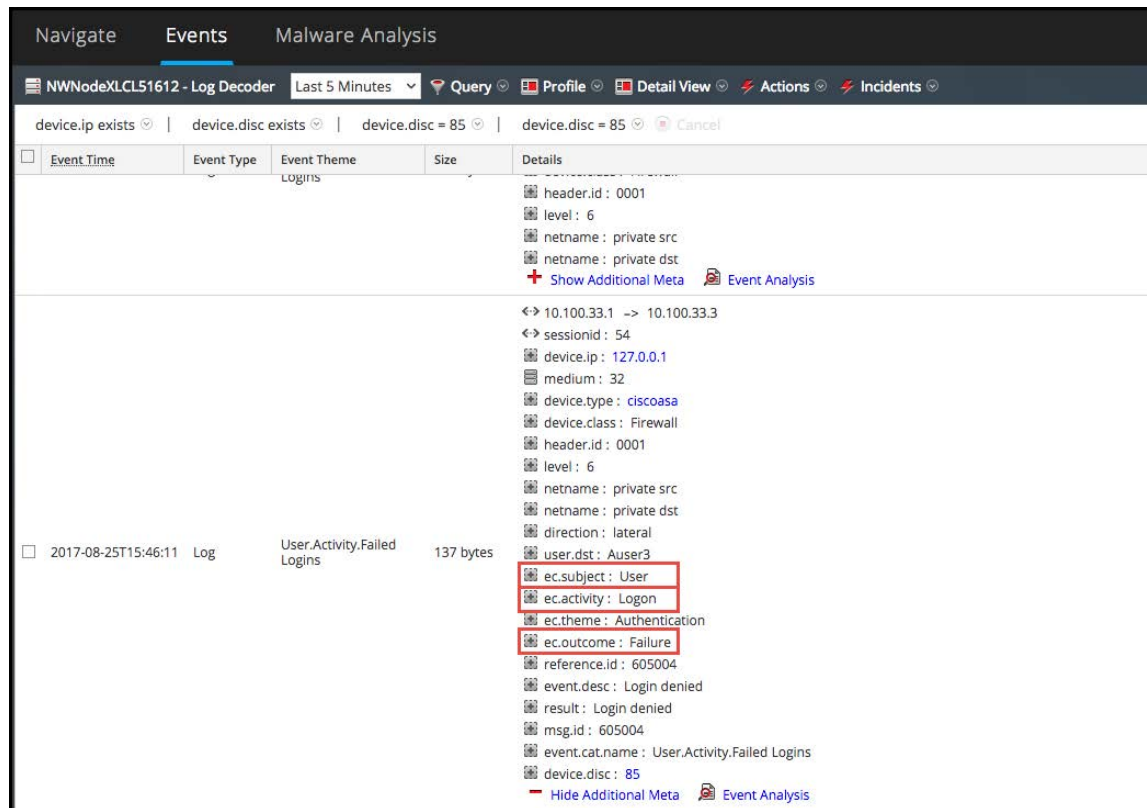 Navigate Events Malware Analysis
NWNodeXLCL51612 - Log Decoder Last 5 Minutes Query Profile Detail View Actions Incidents
device.ip exists | device.disc exists | device.disc = 85 | device.disc = 85 Cancel
Event Time Event Type Event Theme Size Details
Logins
header.id : 0001
level : 6
netname : private src
netname : private dst
Show Additional Meta Event Analysis
10.100.33.1 -> 10.100.33.3
sessionid : 54
device.ip : 127.0.0.1
medium : 32
device.type : ciscoasa
device.class : Firewall
header.id : 0001
level : 6
netname : private src
netname : private dst
direction : lateral
2017-08-25T15:46:11 Log User.Activity.Failed Logins 137 bytes
user.dst : Auser3
ec.subject : User
ec.activity : Logon
ec.theme : Authentication
ec.outcome : Failure
reference.id : 605004
event.desc : Login denied
result : Login denied
msg.id : 605004
event.cat.name : User.Activity.Failed Logins
device.disc : 85
Hide Additional Meta Event Analysis